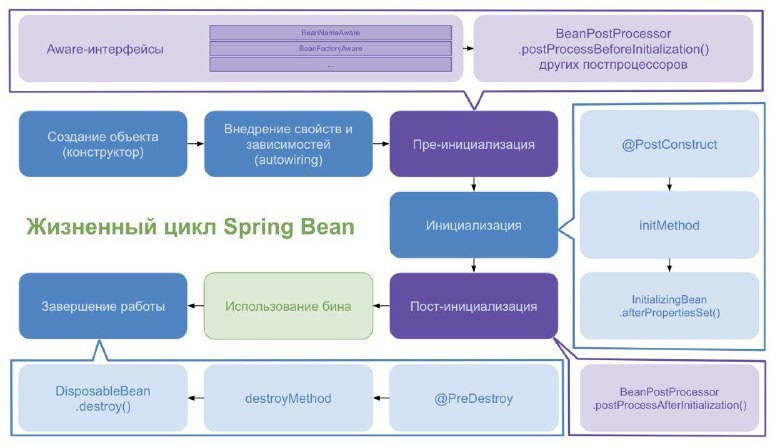 Aware-интерфейсы
BeanNameAware
BeanFactoryAware
...
BeanPostProcessor
.postProcessBeforeInitialization()
других постпроцессоров
Создание объекта
(конструктор)
Внедрение свойств и
зависимостей
(autowiring)
Пре-инициализация
@PostConstruct
Жизненный цикл Spring Bean
Инициализация
initMethod
Завершение работы
Использование бина
Пост-инициализация
InitializingBean
.afterPropertiesSet()
DisposableBean
.destroy()
destroyMethod
@PreDestroy
BeanPostProcessor
.postProcessAfterInitialization()